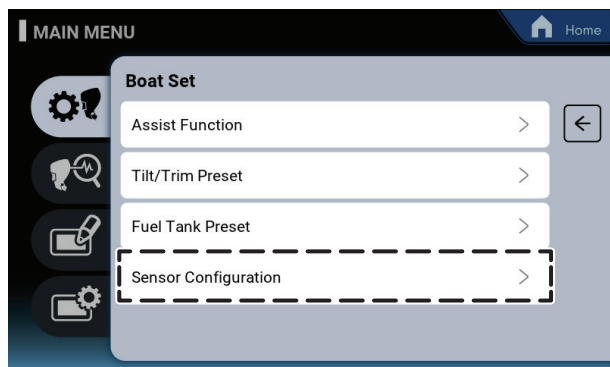 MAIN MENU
Home
Boat Set
Assist Function
Tilt/Trim Preset
Fuel Tank Preset
Sensor Configuration